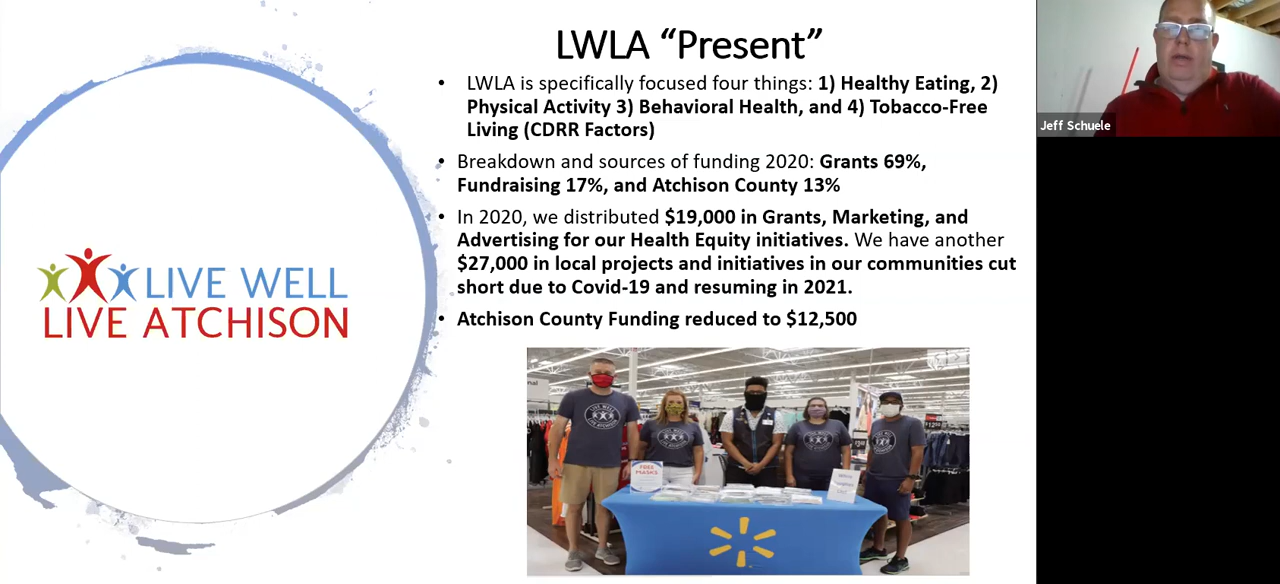 LWLA “Present”
• LWLA is specifically focused four things: 1) Healthy Eating, 2)
Physical Activity 3) Behavioral Health, and 4) Tobacco-Free
Living (CDRR Factors)
• Breakdown and sources of funding 2020: Grants 69%,
Fundraising 17%, and Atchison County 13%
• In 2020, we distributed $19,000 in Grants, Marketing, and
Advertising for our Health Equity initiatives. We have another
$27,000 in local projects and initiatives in our communities cut
short due to Covid-19 and resuming in 2021.
• Atchison County Funding reduced to $12,500
LIVE WELL
LIVE ATCHISON
Jeff Schuele
LIVE WELL
LIVE ATCHISON
FREE
MASKS